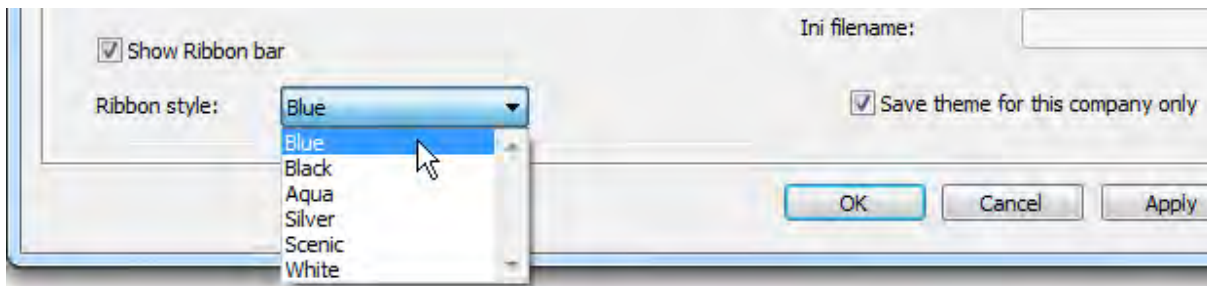 Ini filename:
Show Ribbon bar
Ribbon style:
Blue
Save theme for this company only
Blue
Black
Aqua
Silver
Scenic
White
OK
Cancel
Apply